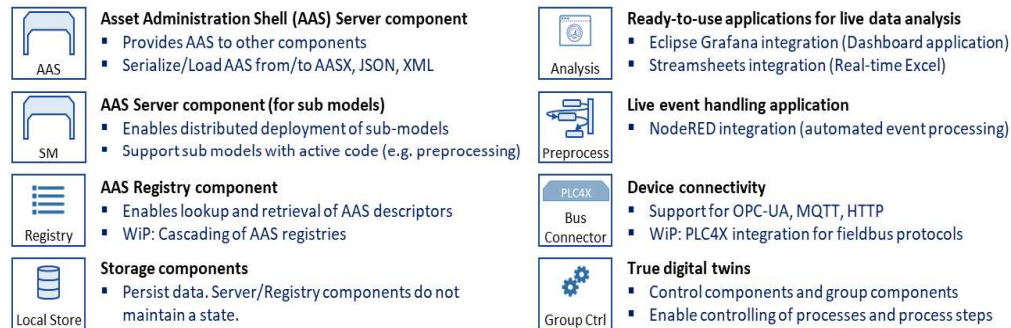 AAS
Asset Administration Shell (AAS) Server component
▪ Provides AAS to other components
▪ Serialize/Load AAS from/to AASX, JSON, XML
SM
AAS Server component (for sub models)
▪ Enables distributed deployment of sub-models
▪ Support sub models with active code (e.g. preprocessing)
Registry
AAS Registry component
▪ Enables lookup and retrieval of AAS descriptors
▪ WiP: Cascading of AAS registries
Local Store
Storage components
▪ Persist data. Server/Registry components do not
maintain a state.
Analysis
Ready-to-use applications for live data analysis
▪ Eclipse Grafana integration (Dashboard application)
▪ Streamsheets integration (Real-time Excel)
Preprocess
Live event handling application
▪ NodeRED integration (automated event processing)
PLC4X
Bus
Connector
Device connectivity
▪ Support for OPC-UA, MQTT, HTTP
▪ WiP: PLC4X integration for fieldbus protocols
Group Ctrl
True digital twins
▪ Control components and group components
▪ Enable controlling of processes and process steps